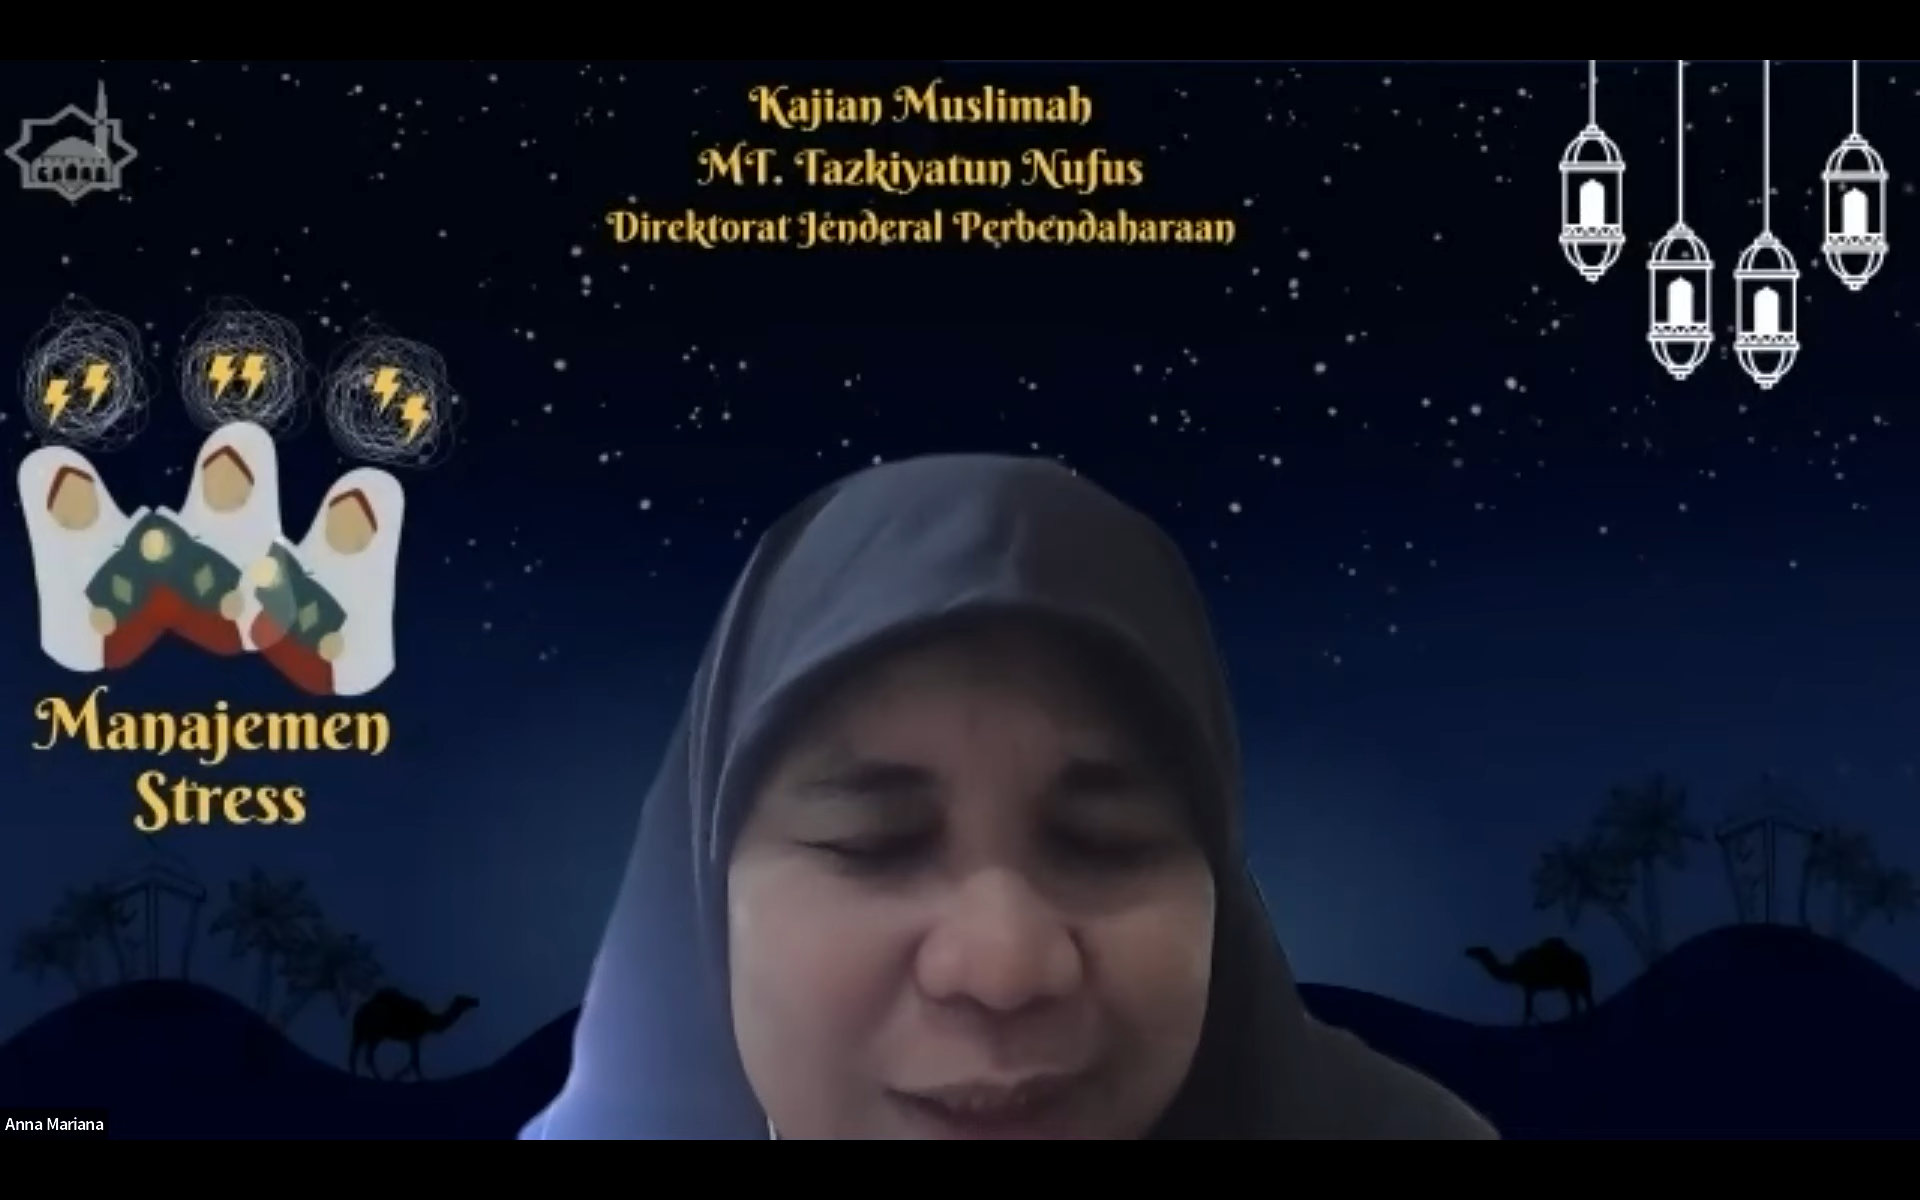 Kajian Muslimah
MT. Tazkiyatun Nufus
Direktorat Jenderal Perbendaharaan
Manajemen
Stress
Anna Mariana